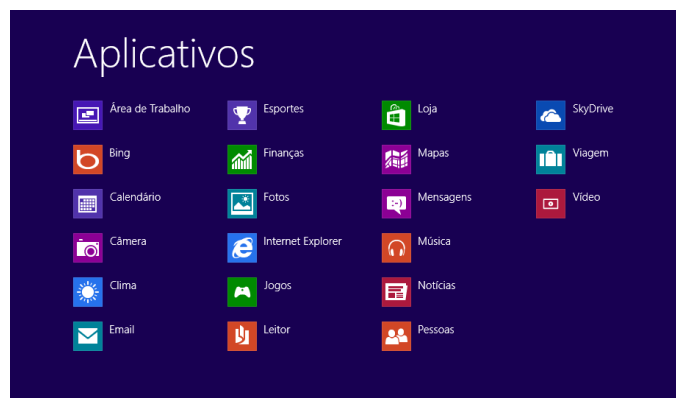 Aplicativos
Área de Trabalho
Bing
Calendário
Câmera
Clima
Email
Esportes
Finanças
Fotos
Internet Explorer
Jogos
Leitor
Loja
Mapas
Mensagens
Música
Notícias
Pessoas
SkyDrive
Viagem
Vídeo